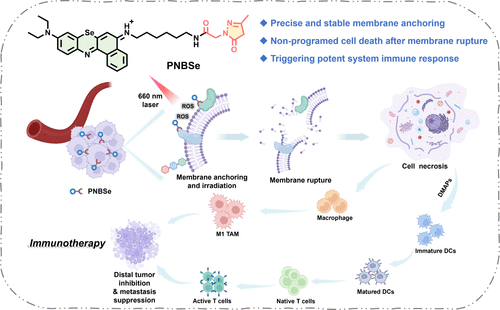 Precise and stable membrane anchoring
Non-programed cell death after membrane rupture
Triggering potent system immune response
Se
N
N
H
+
N
H
O
N
N
O
PNBSe
660 nm
laser
ROS
ROS
PNBSe
Membrane anchoring
and irradiation
Membrane rupture
Cell necrosis
DMAPs
Macrophage
M1 TAM
Immature DCs
Immunotherapy
Distal tumor
inhibition
& metastasis
suppression
Active T cells
Native T cells
Matured DCs